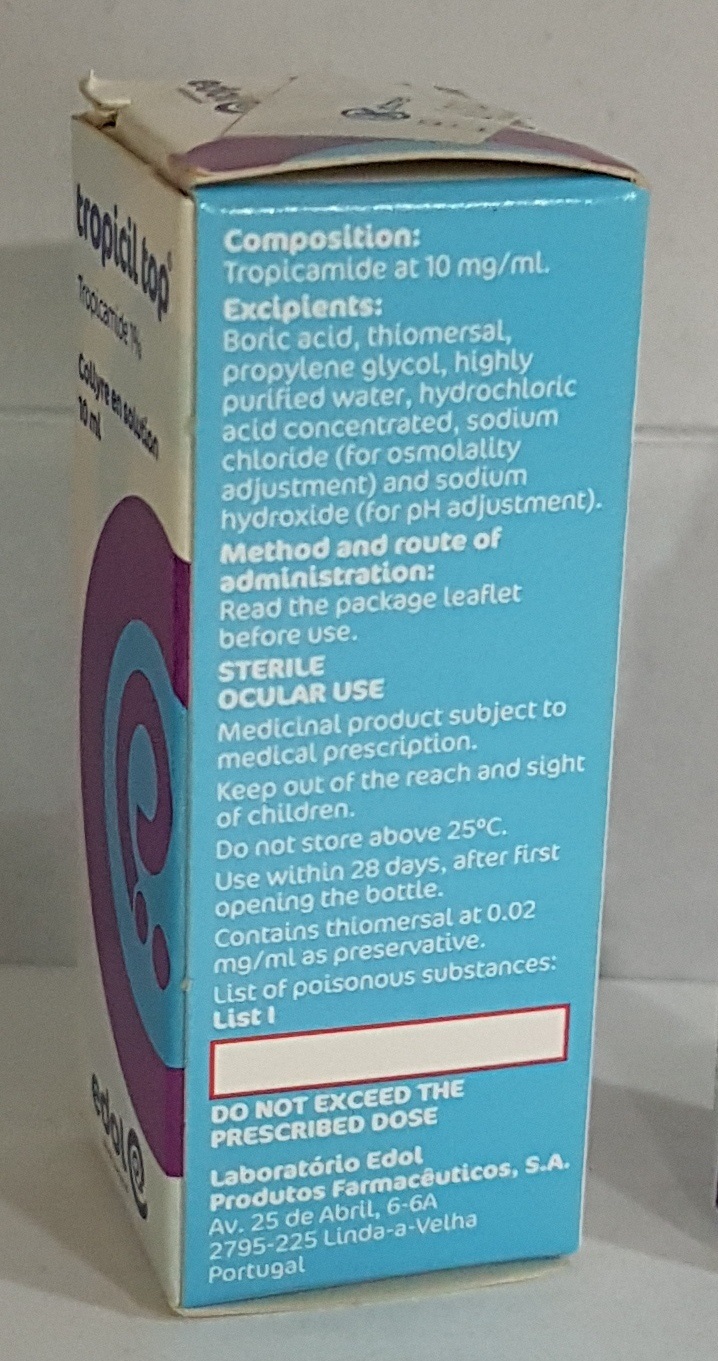 edol
tropicil top®
Tropicamide 1%
Collyre en solution
10 ml
edol
Composition:
Tropicamide at 10 mg/ml.
Excipients:
Boric acid, thiomersal,
propylene glycol, highly
purified water, hydrochloric
acid concentrated, sodium
chloride (for osmolality
adjustment) and sodium
hydroxide (for pH adjustment).
Method and route of
administration:
Read the package leaflet
before use.
STERILE
OCULAR USE
Medicinal product subject to
medical prescription.
Keep out of the reach and sight
of children.
Do not store above 25ºC.
Use within 28 days, after first
opening the bottle.
Contains thiomersal at 0.02
mg/ml as preservative.
List of poisonous substances:
List I
DO NOT EXCEED THE
PRESCRIBED DOSE
Laboratório Edol
Produtos Farmacêuticos, S.A.
Av. 25 de Abril, 6-6A
2795-225 Linda-a-Velha
Portugal